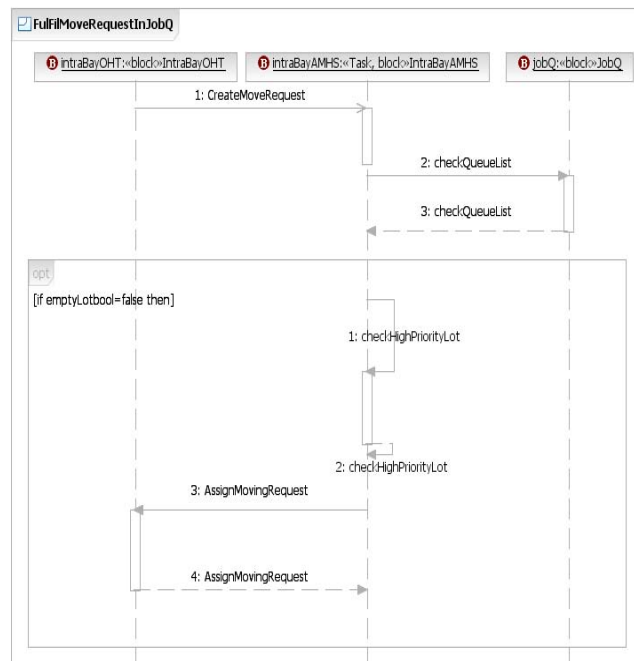 FulFilMoveRequestInJobQ
intraBayOHT:«block»IntraBayOHT
intraBayAMHS:«Task, block»IntraBayAMHS
jobQ:«block»JobQ
1: CreateMoveRequest
2: checkQueueList
3: checkQueueList
opt
[if emptyLotbool=false then]
1: checkHighPriorityLot
2: checkHighPriorityLot
3: AssignMovingRequest
4: AssignMovingRequest